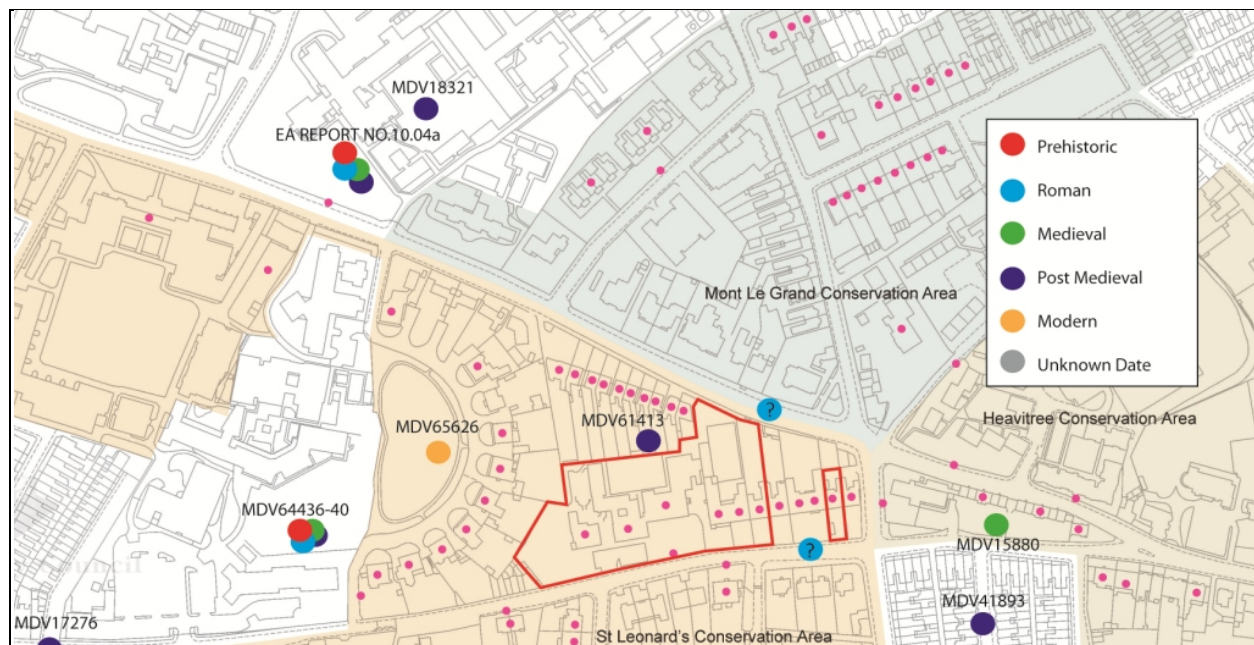 MDV18321
EA REPORT NO.10.04a
Prehistoric
Roman
Medieval
Post Medieval
Modern
Unknown Date
Mont Le Grand Conservation Area
?
Heavitree Conservation Area
MDV61413
MDV65626
MDV64436-40
?
MDV15880
MDV17276
MDV41893
St Leonard's Conservation Area